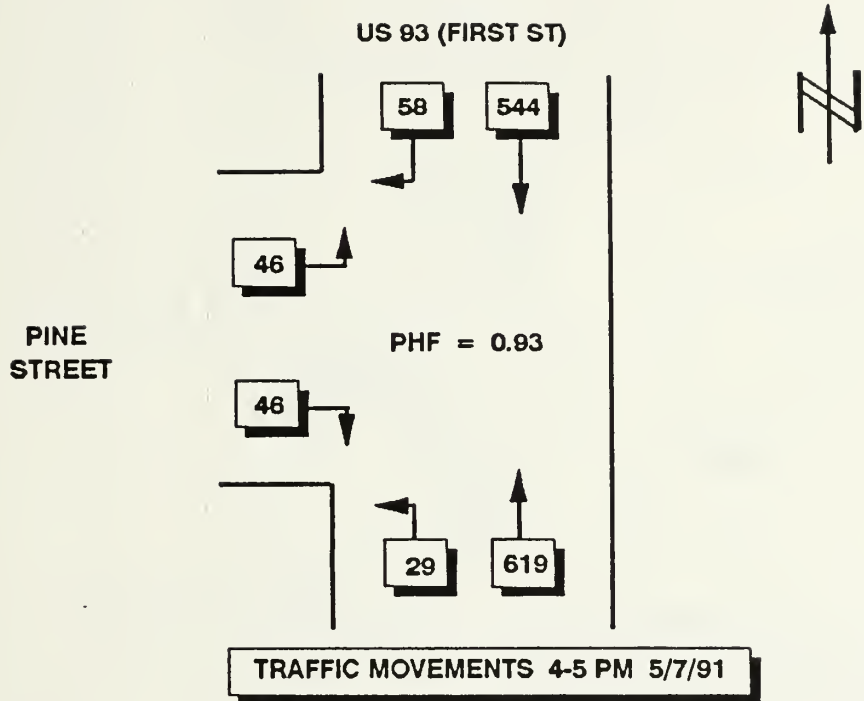 US 93 (FIRST ST)
58
544
46
PINE
STREET
PHF = 0.93
46
29
619
TRAFFIC MOVEMENTS 4-5 PM 5/7/91